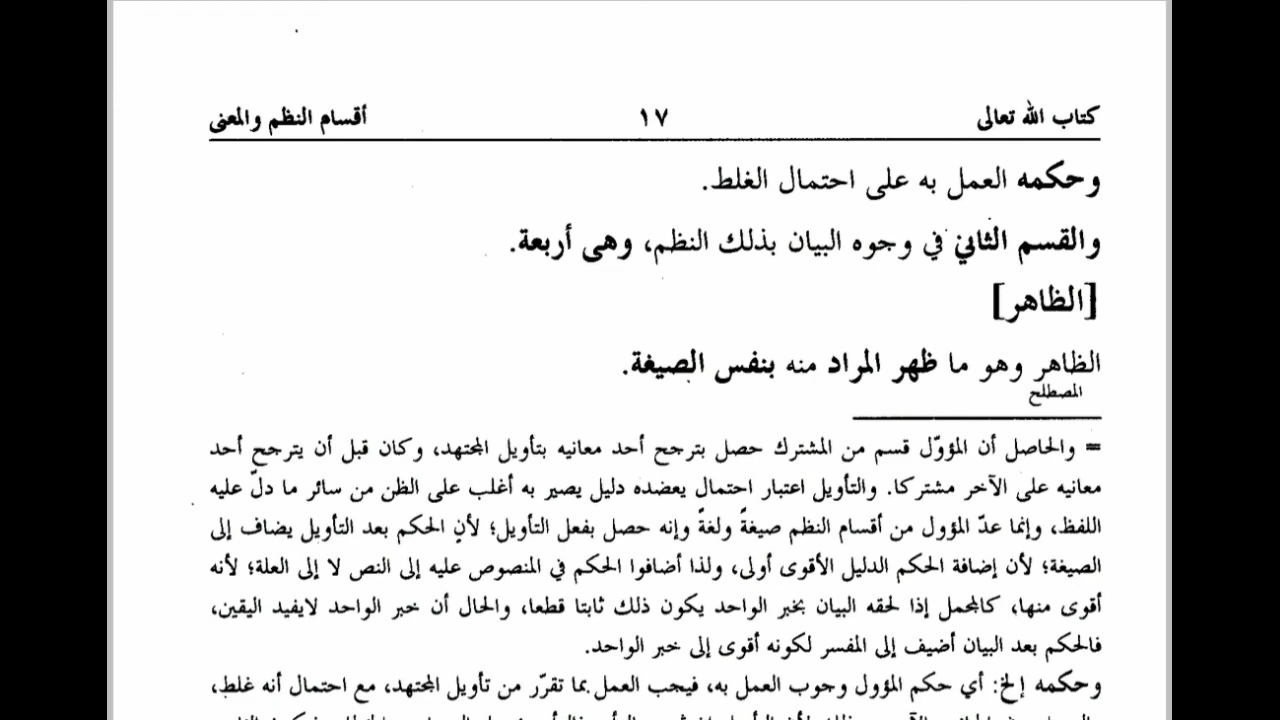 كتاب الله تعالى ١٧ أقسام النظم والمعنى
وحكمه العمل به على احتمال الغلط.
والقسم الثاني في وجوه البيان بذلك النظم، وهى أربعة.
[الظاهر]
الظاهر وهو ما ظهر المراد منه بنفس الصيغة.
المصطلح
= والحاصل أن المؤوّل قسم من المشترك حصل بترجح أحد معانيه بتأويل المجتهد، وكان قبل أن يترجح أحد
معانيه على الآخر مشتركا. والتأويل اعتبار احتمال يعضده دليل يصير به أغلب على الظن من سائر ما دلّ عليه
اللفظ، وإنما عدّ المؤول من أقسام النظم صيغةً ولغةً وإنه حصل بفعل التأويل؛ لأن الحكم بعد التأويل يضاف إلى
الصيغة؛ لأن إضافة الحكم الدليل الأقوى أولى، ولذا أضافوا الحكم في المنصوص عليه إلى النص لا إلى العلة؛ لأنه
أقوى منها، كالمجمل إذا لحقه البيان بخبر الواحد يكون ذلك ثابتا قطعا، والحال أن خبر الواحد لايفيد اليقين،
فالحكم بعد البيان أضيف إلى المفسر لكونه أقوى إلى خبر الواحد.
وحكمه إلخ: أي حكم المؤول وجوب العمل به، فيجب العمل بما تقرّر من تأويل المجتهد، مع احتمال أنه غلط،